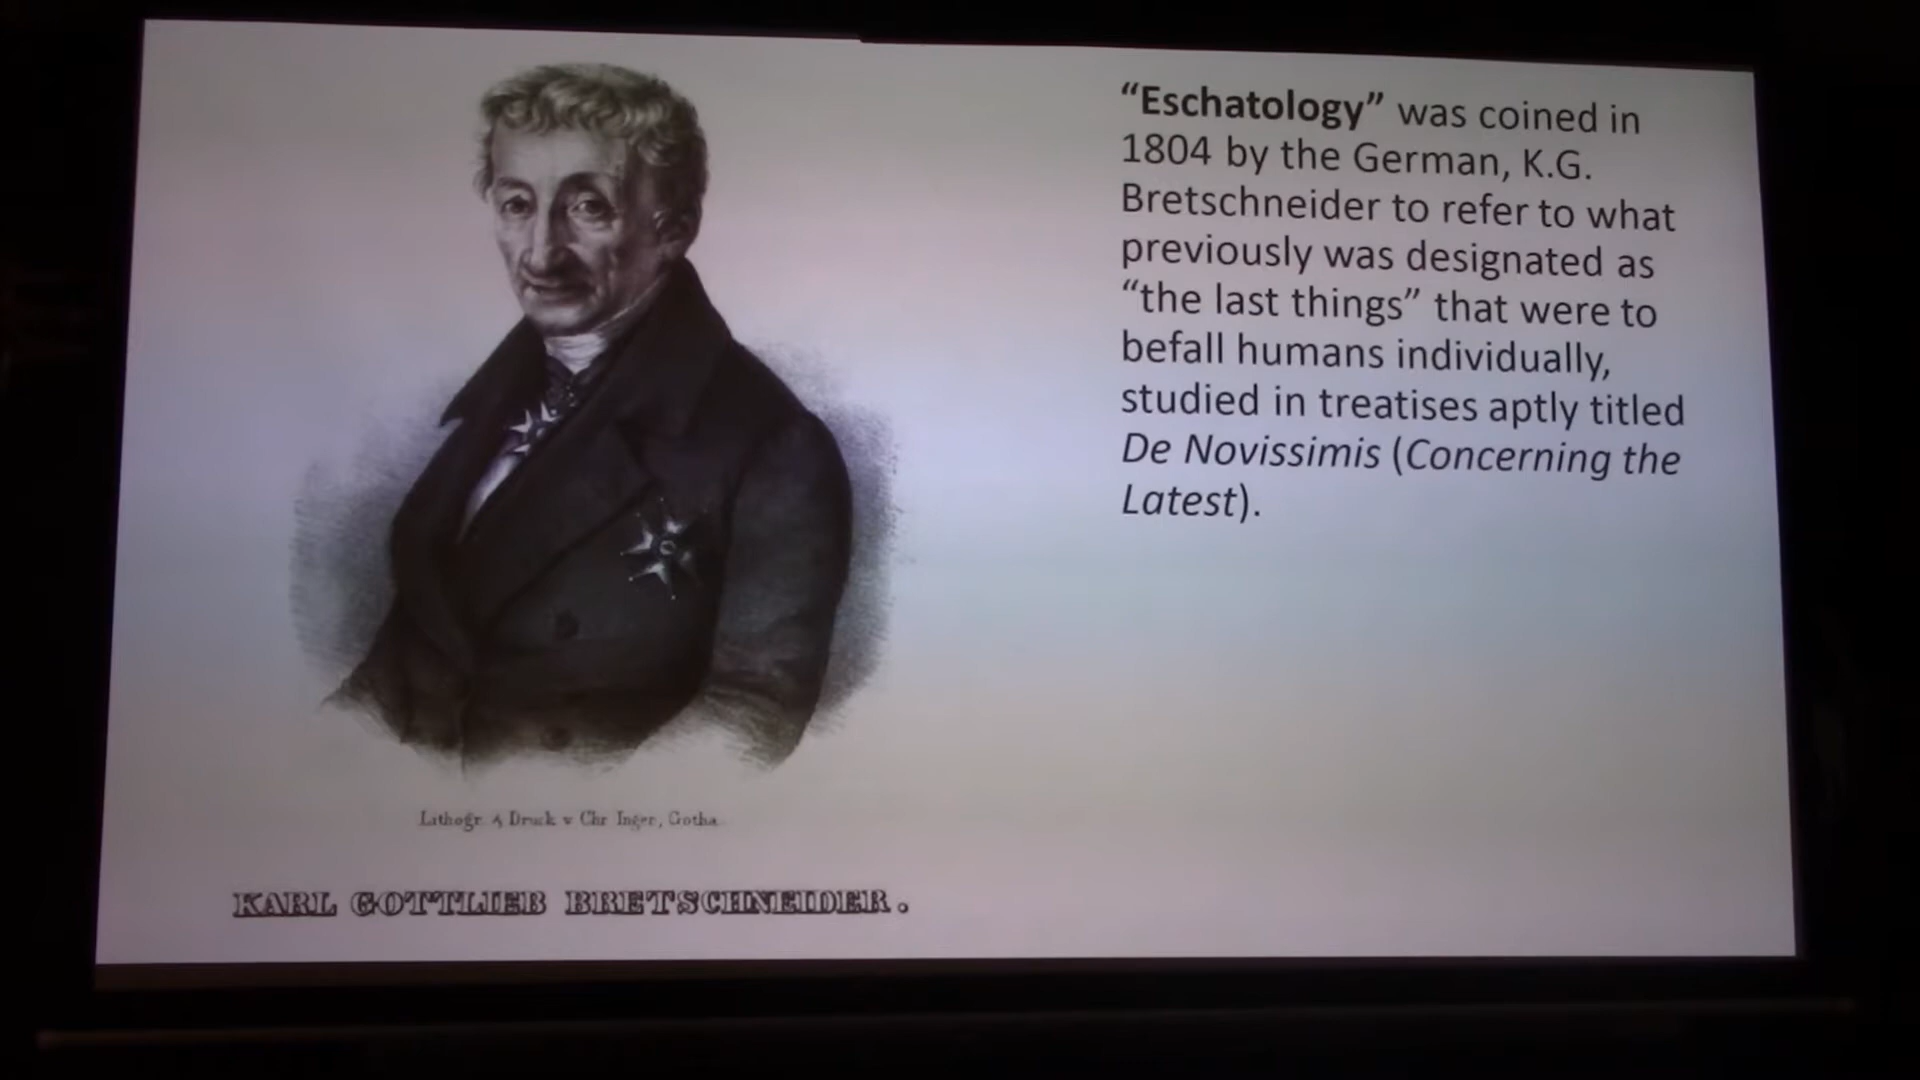 “Eschatology” was coined in
1804 by the German, K.G.
Bretschneider to refer to what
previously was designated as
“the last things” that were to
befall humans individually,
studied in treatises aptly titled
De Novissimis (Concerning the
Latest).
Lithogr. & Druck v Chr Inger, Gotha
KARL GOTTLIEB BRETSCHNEIDER.